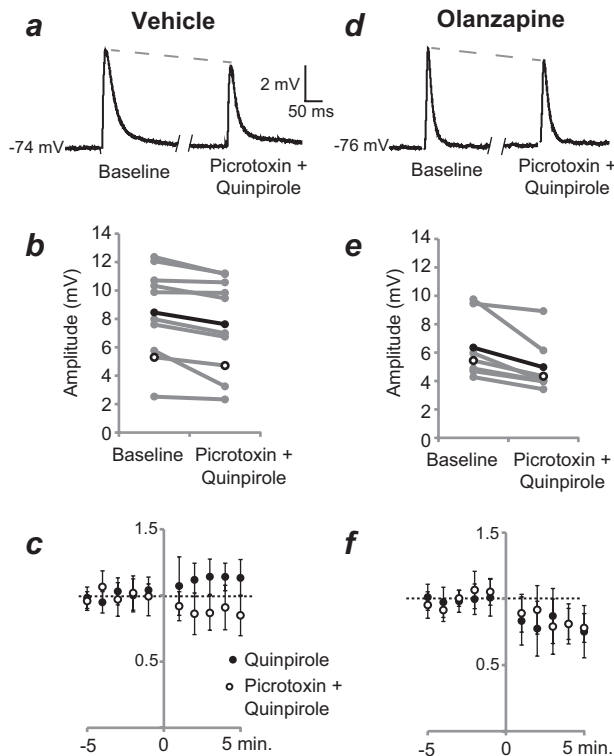 a
Vehicle
2 mV
50 ms
-74 mV
Baseline
Picrotoxin +
Quinpirole
d
Olanzapine
-76 mV
Baseline
Picrotoxin +
Quinpirole
b
Amplitude (mV)
14
12
10
8
6
4
2
0
Baseline
Picrotoxin +
Quinpirole
e
Amplitude (mV)
14
12
10
8
6
4
2
0
Baseline
Picrotoxin +
Quinpirole
c
1.5
1
0.5
Quinpirole
Picrotoxin +
Quinpirole
-5
0
5 min.
f
1.5
1
0.5
-5
0
5 min.